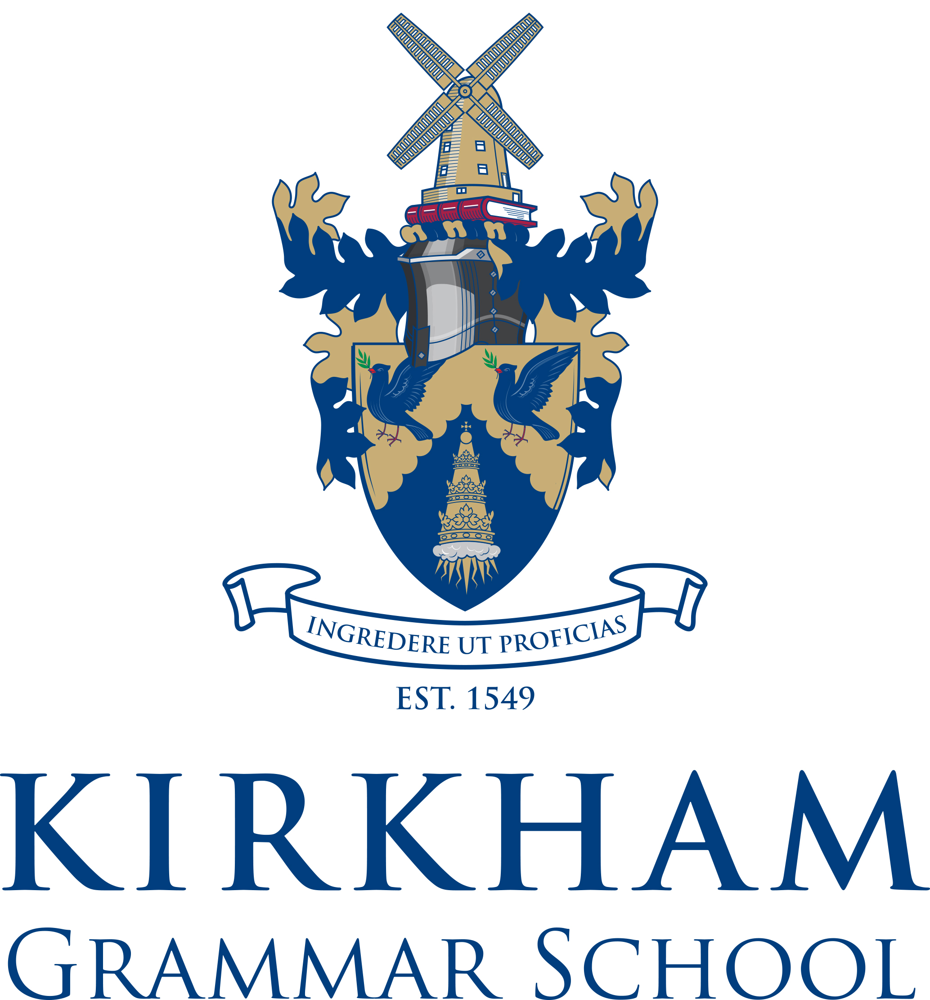 INGREDERE UT PROFICIAS
EST. 1549
KIRKHAM
GRAMMAR SCHOOL